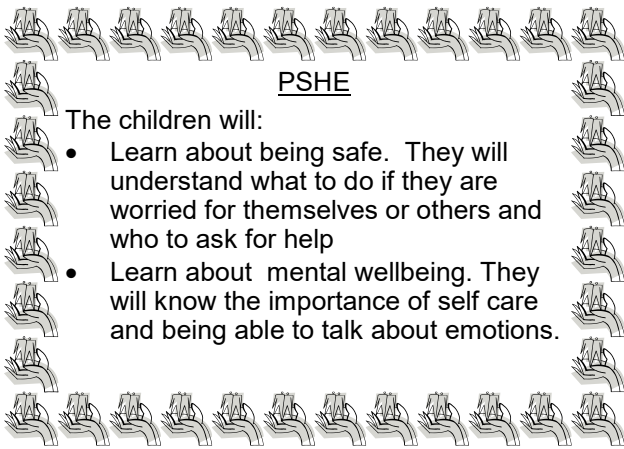 PSHE
The children will:
• Learn about being safe.  They will
understand what to do if they are
worried for themselves or others and
who to ask for help
• Learn about  mental wellbeing. They
will know the importance of self care
and being able to talk about emotions.